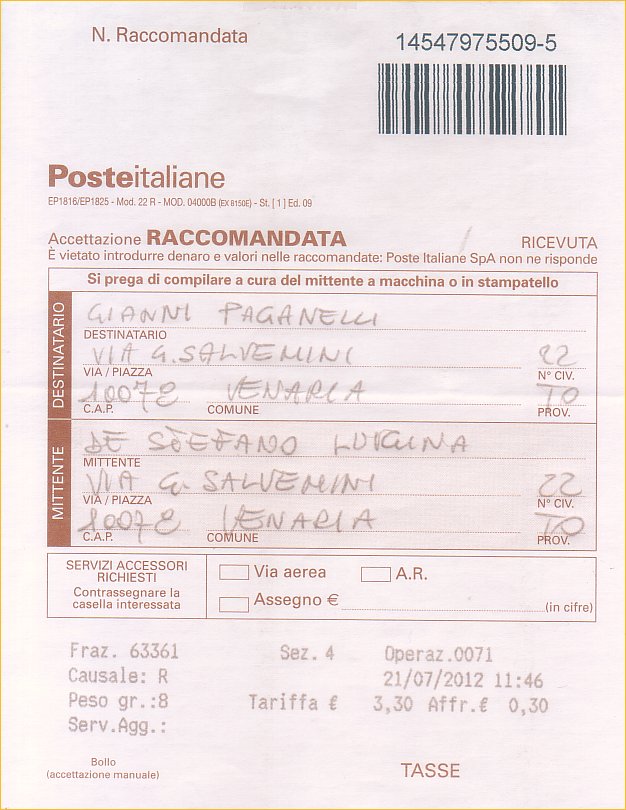 N. Raccomandata
14547975509-5
Posteitaliane
EP1816/EP1825 - Mod. 22 R - MOD. 04000B (EX 8150E) - St. [ 1 ] Ed. 09
Accettazione RACCOMANDATA RICEVUTA
È vietato introdurre denaro e valori nelle raccomandate: Poste Italiane SpA non ne risponde
Si prega di compilare a cura del mittente a macchina o in stampatello
DESTINATARIO
GIANNI PAGANELLI
DESTINATARIO
VIA G. SALVEMINI 22
VIA / PIAZZA N° CIV.
10078 VENARIA TO
C.A.P. COMUNE PROV.
MITTENTE
DE STEFANO
MITTENTE
VIA G. SALVEMINI 22
VIA / PIAZZA N° CIV.
10078 VENARIA TO
C.A.P. COMUNE PROV.
SERVIZI ACCESSORI
RICHIESTI
Contrassegnare la
casella interessata
Via aerea A.R.
Assegno € (in cifre)
Fraz. 63361 Sez. 4 Operaz.0071
Causale: R 21/07/2012 11:46
Peso gr.:8 Tariffa € 3,30 Affr.€ 0,30
Serv.Agg.:
Bollo
(accettazione manuale)
TASSE